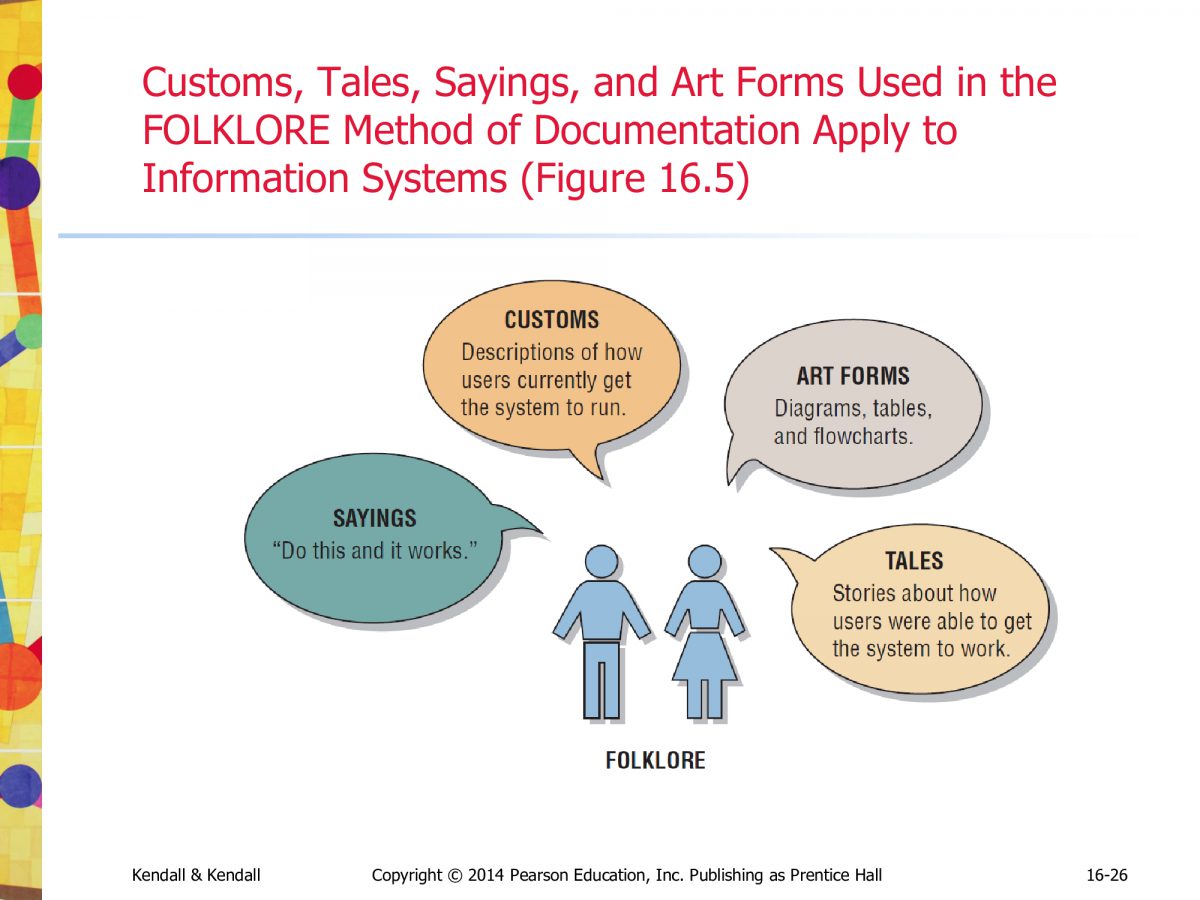 Customs, Tales, Sayings, and Art Forms Used in the
FOLKLORE Method of Documentation Apply to
Information Systems (Figure 16.5)
CUSTOMS
Descriptions of how
users currently get
the system to run.
ART FORMS
Diagrams, tables,
and flowcharts.
SAYINGS
“Do this and it works.”
TALES
Stories about how
users were able to get
the system to work.
FOLKLORE
Kendall & Kendall
Copyright © 2014 Pearson Education, Inc. Publishing as Prentice Hall
16-26